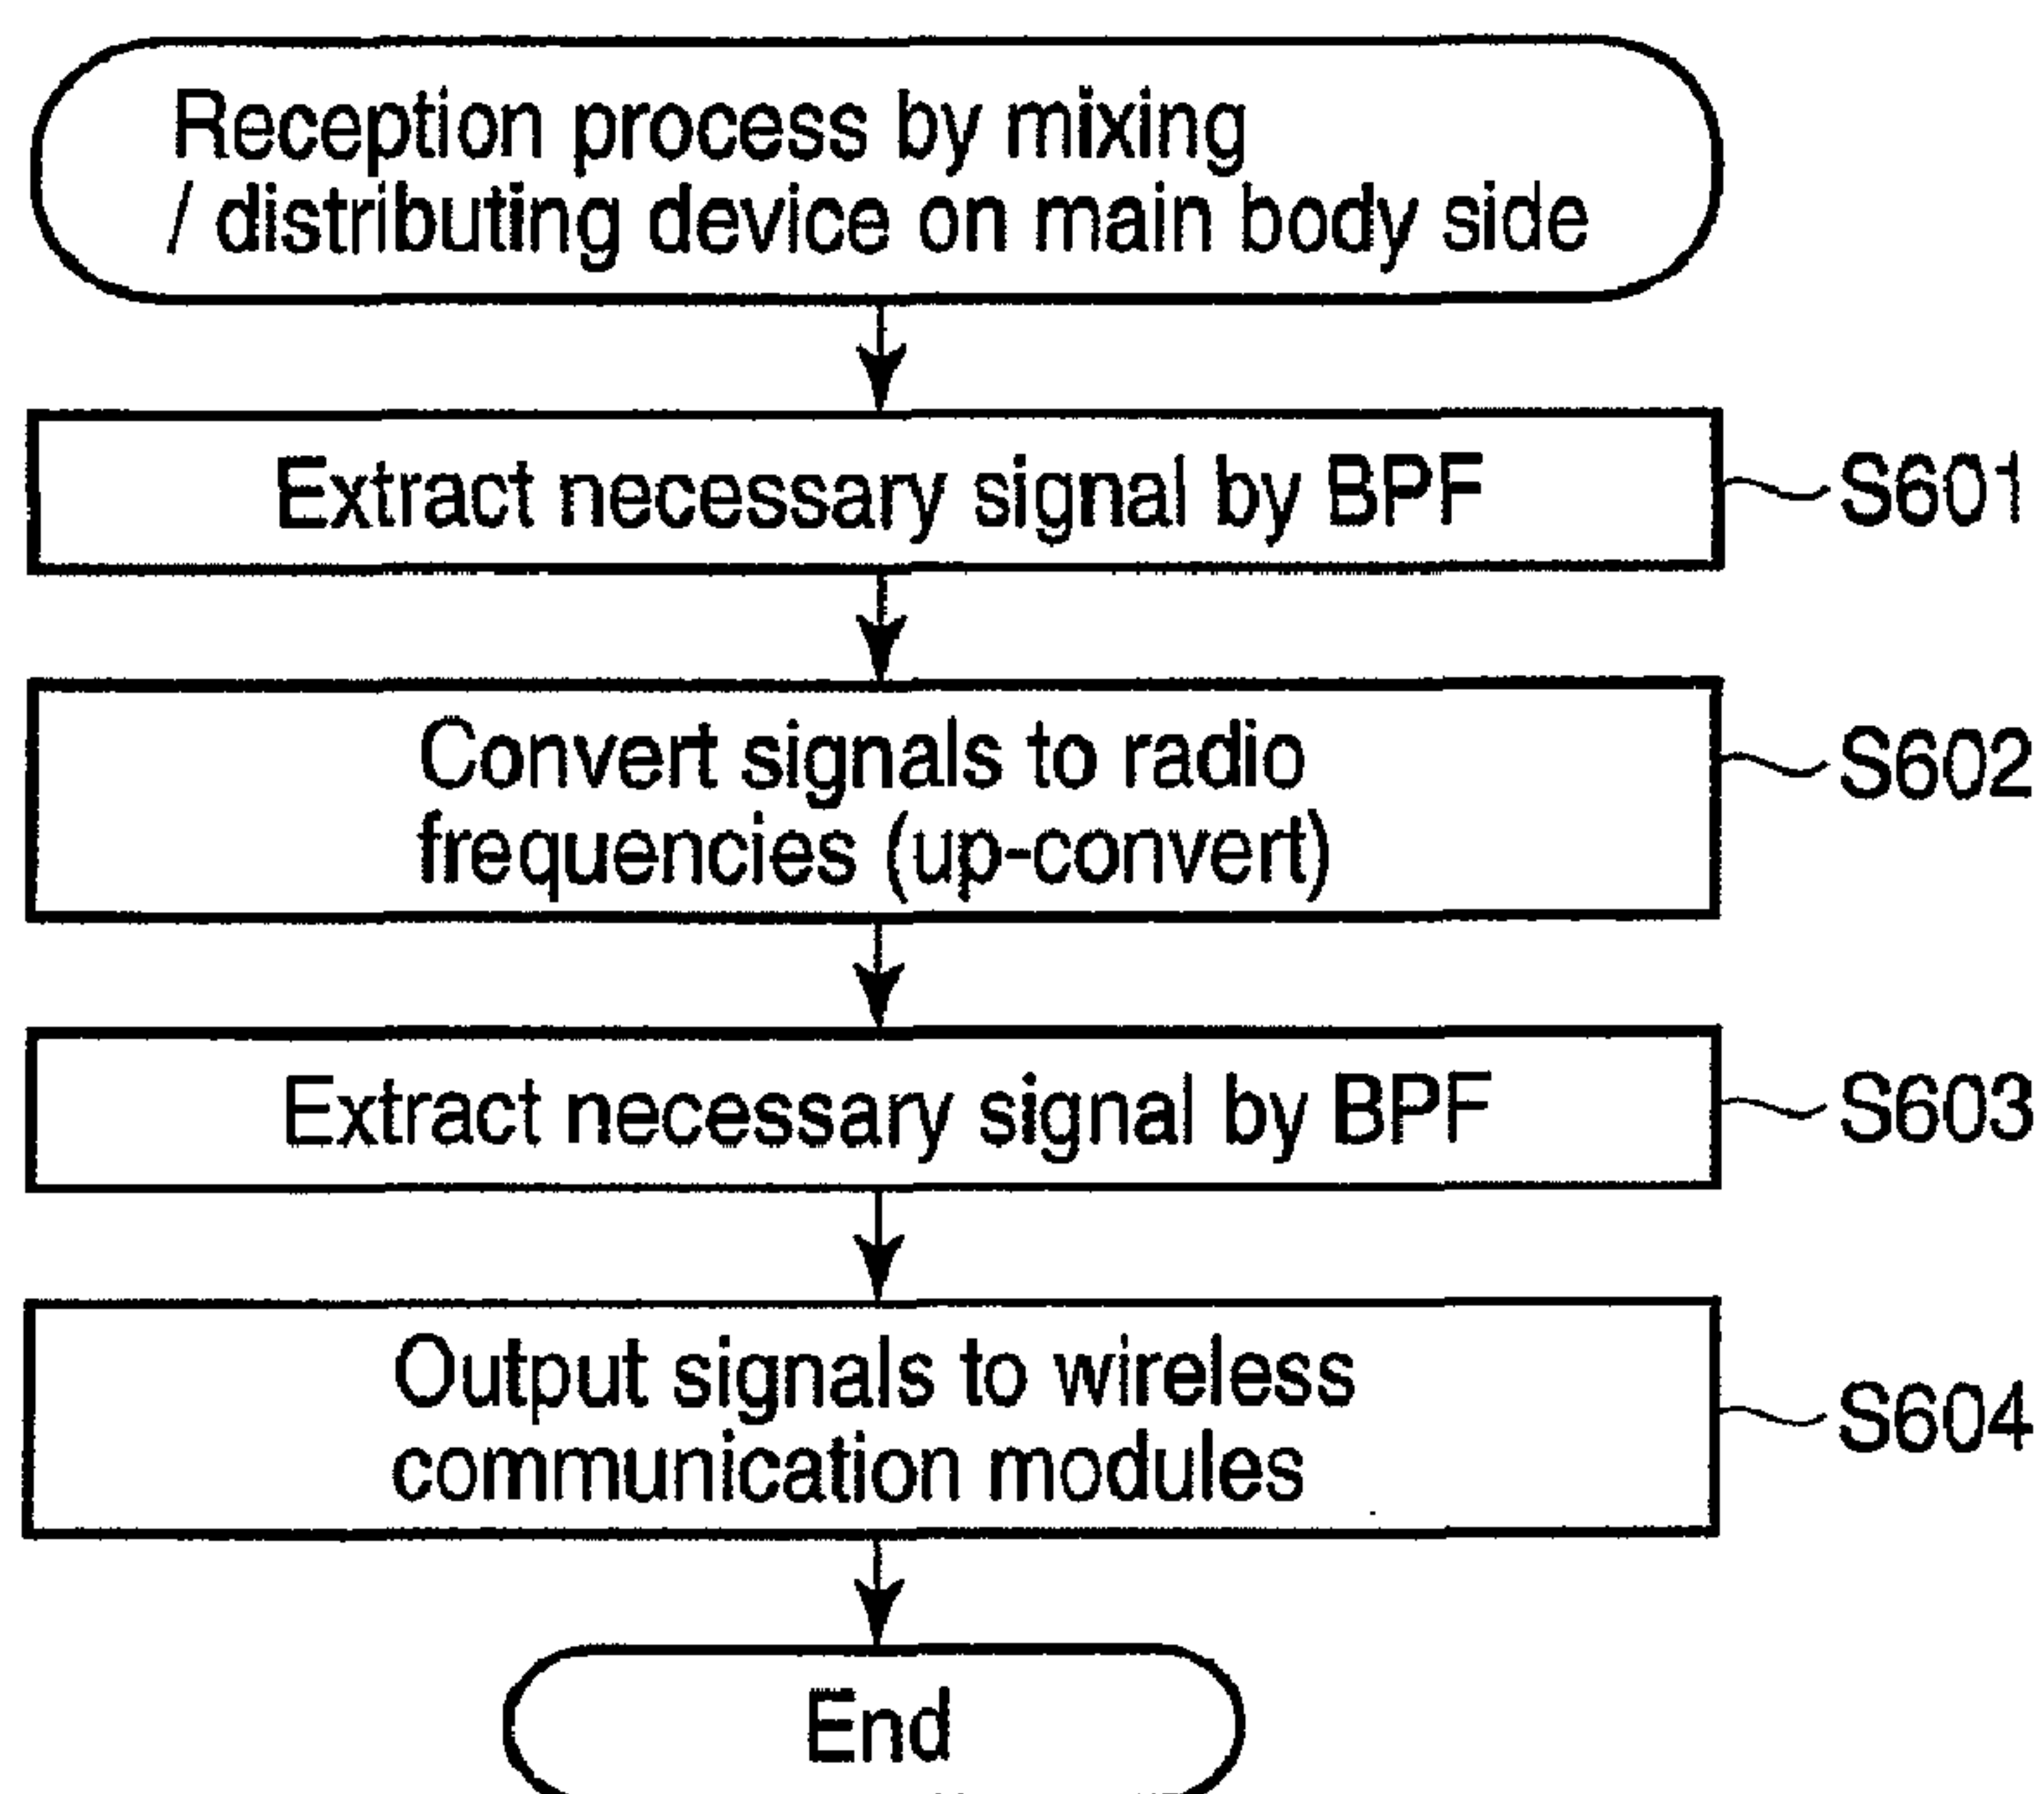 Reception process by mixing
/ distributing device on main body side
Extract necessary signal by BPF
S601
Convert signals to radio
frequencies (up-convert)
S602
Extract necessary signal by BPF
S603
Output signals to wireless
communication modules
S604
End